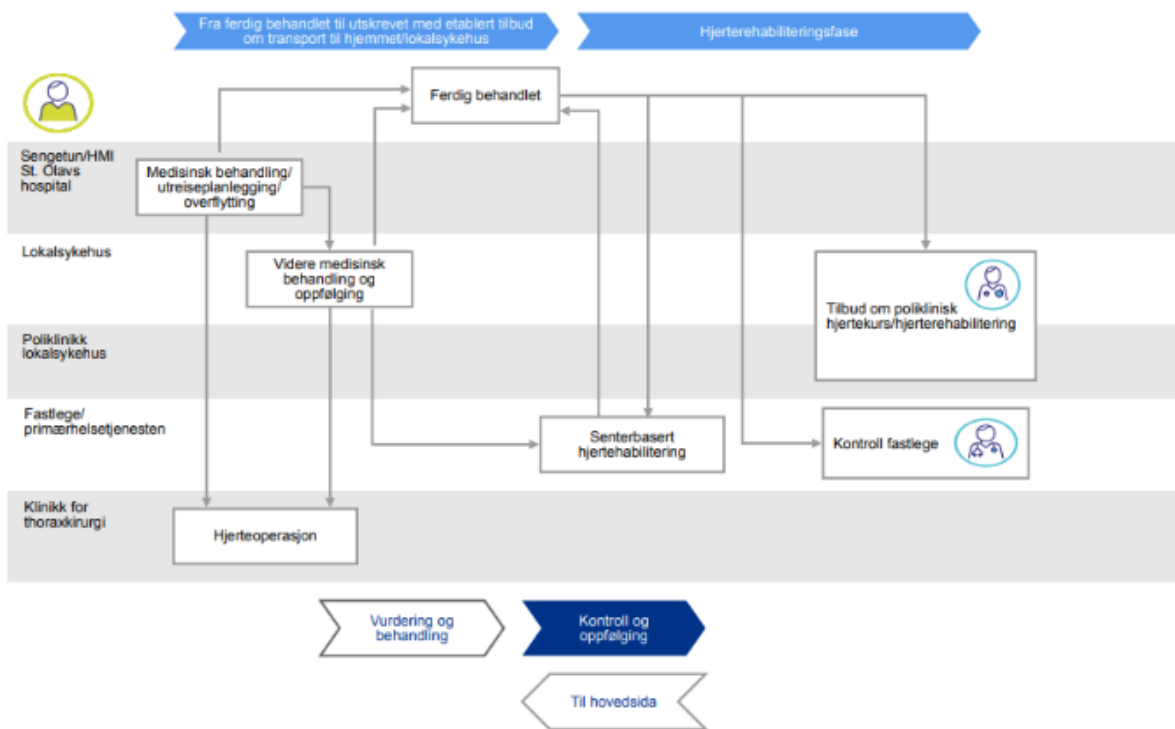 Fra ferdig behandlet til utskrevet med etablert tilbud
om transport til hjemmet/lokalsykehus
Hjerterehabiliteringsfase
Ferdig behandlet
Sengetun/HMI
St. Olavs
hospital
Medisinsk behandling/
utreiseplanlegging/
overflytting
Lokalsykehus
Videre medisinsk
behandling og
oppfølging
Tilbud om poliklinisk
hjertekurs/hjerterehabilitering
Poliklinikk
lokalsykehus
Fastlege/
primærhelsetjenesten
Senterbasert
hjertehabilitering
Kontroll fastlege
Klinikk for
thoraxkirurgi
Hjerteoperasjon
Vurdering og
behandling
Kontroll og
oppfølging
Til hovedsida